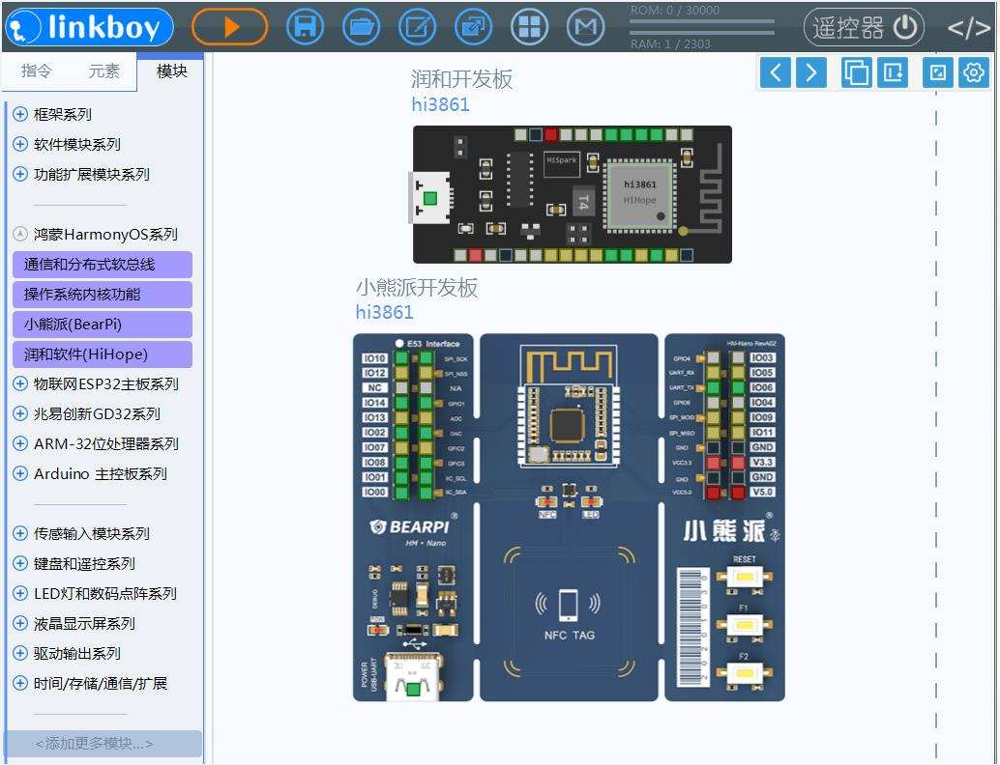 linkboy
ROM: 0 / 30000
RAM: 1 / 2303
遥控器
</>
指令 元素 模块
框架系列
软件模块系列
功能扩展模块系列
鸿蒙HarmonyOS系列
通信和分布式软总线
操作系统内核功能
小熊派(BearPi)
润和软件(HiHope)
物联网ESP32主板系列
兆易创新GD32系列
ARM-32位处理器系列
Arduino 主控板系列
传感输入模块系列
键盘和遥控系列
LED灯和数码点阵系列
液晶显示屏系列
驱动输出系列
时间/存储/通信/扩展
<添加更多模块...>
润和开发板
hi3861
HiSpark
T4
hi3861
HiHope
小熊派开发板
hi3861
E53 Interface
IO10 SPI_SCK
IO12 SPI_NSS
NC N/A
IO14 GPIO1
IO13 ADC
IO02 DAC
IO07 GPIO2
IO08 GPIO3
IO01 IIC_SCL
IO00 IIC_SDA
BEARPI®
HM·Nano
DEBUG
POWER
USB-UART
NFC LED
NFC TAG
HM-Nano RevA02
GPIO4 IO03
UART_RX IO05
UART_TX IO06
GPIO6 IO04
SPI_MOSI IO09
SPI_MISO IO11
GND GND
VCC3.3 V3.3
GND GND
VCC5.0 V5.0
小熊派®
RESET
F1
F2